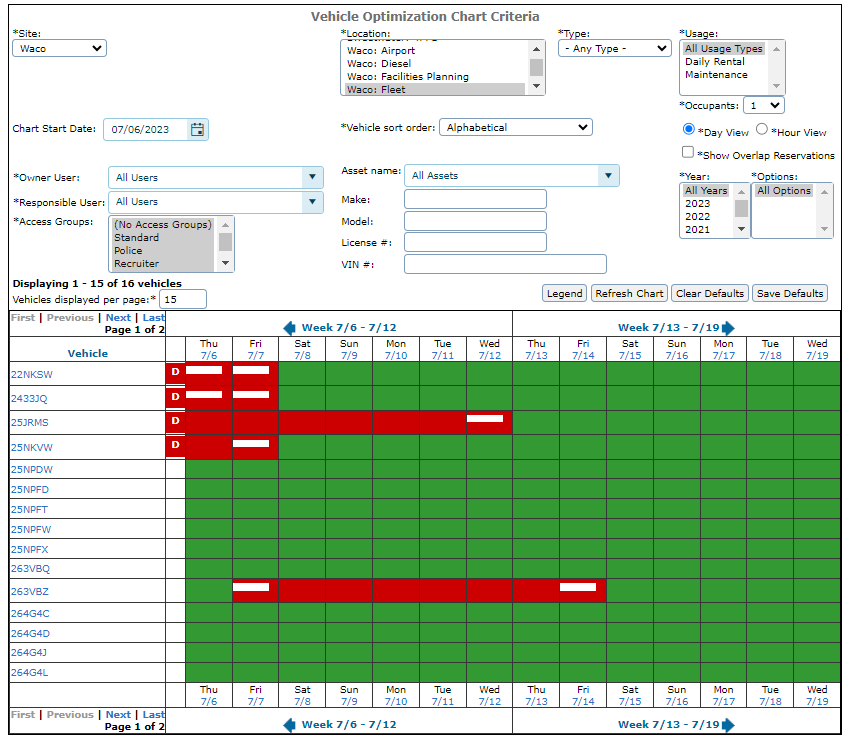 Vehicle Optimization Chart Criteria
*Site:
Waco
*Location:
Waco: Airport
Waco: Diesel
Waco: Facilities Planning
Waco: Fleet
*Type:
- Any Type -
*Usage:
All Usage Types
Daily Rental
Maintenance
*Occupants: 1
Chart Start Date: 07/06/2023
*Vehicle sort order: Alphabetical
*Day View *Hour View
*Show Overlap Reservations
*Owner User: All Users
*Responsible User: All Users
*Access Groups:
(No Access Groups)
Standard
Police
Recruiter
Asset name: All Assets
Make:
Model:
License #:
VIN #:
*Year:
All Years
2023
2022
2021
*Options:
All Options
Displaying 1 - 15 of 16 vehicles
Vehicles displayed per page:* 15
Legend Refresh Chart Clear Defaults Save Defaults
First | Previous | Next | Last
Page 1 of 2
Week 7/6 - 7/12 Week 7/13 - 7/19
Vehicle
Thu Fri Sat Sun Mon Tue Wed Thu Fri Sat Sun Mon Tue Wed
7/6 7/7 7/8 7/9 7/10 7/11 7/12 7/13 7/14 7/15 7/16 7/17 7/18 7/19
22NKSW D
2433JQ D
25JRMS D
25NKVW D
25NPDW
25NPFD
25NPFT
25NPFW
25NPFX
263VBQ
263VBZ
264G4C
264G4D
264G4J
264G4L
Thu Fri Sat Sun Mon Tue Wed Thu Fri Sat Sun Mon Tue Wed
7/6 7/7 7/8 7/9 7/10 7/11 7/12 7/13 7/14 7/15 7/16 7/17 7/18 7/19
First | Previous | Next | Last
Page 1 of 2
Week 7/6 - 7/12 Week 7/13 - 7/19